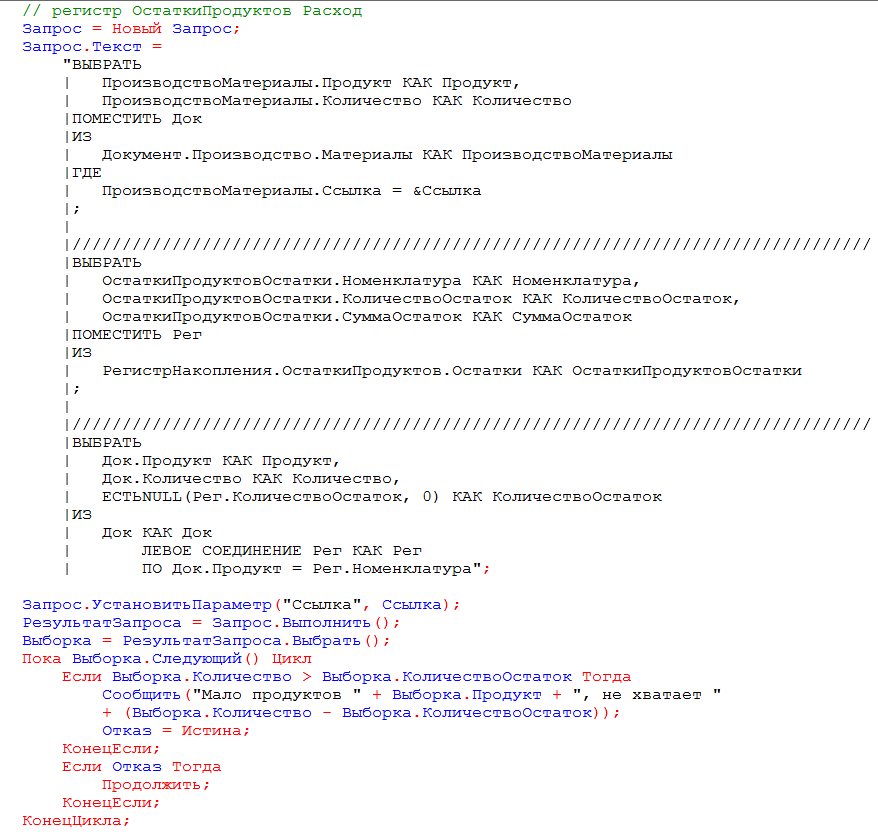 // регистр ОстаткиПродуктов Расход
Запрос = Новый Запрос;
Запрос.Текст =
"ВЫБРАТЬ
|	ПроизводствоМатериалы.Продукт КАК Продукт,
|	ПроизводствоМатериалы.Количество КАК Количество
|ПОМЕСТИТЬ Док
|ИЗ
|	Документ.Производство.Материалы КАК ПроизводствоМатериалы
|ГДЕ
|	ПроизводствоМатериалы.Ссылка = &Ссылка
|;
|
|////////////////////////////////////////////////////////////////////////////////
|ВЫБРАТЬ
|	ОстаткиПродуктовОстатки.Номенклатура КАК Номенклатура,
|	ОстаткиПродуктовОстатки.КоличествоОстаток КАК КоличествоОстаток,
|	ОстаткиПродуктовОстатки.СуммаОстаток КАК СуммаОстаток
|ПОМЕСТИТЬ Рег
|ИЗ
|	РегистрНакопления.ОстаткиПродуктов.Остатки КАК ОстаткиПродуктовОстатки
|;
|
|////////////////////////////////////////////////////////////////////////////////
|ВЫБРАТЬ
|	Док.Продукт КАК Продукт,
|	Док.Количество КАК Количество,
|	ЕСТЬNULL(Рег.КоличествоОстаток, 0) КАК КоличествоОстаток
|ИЗ
|	Док КАК Док
|		ЛЕВОЕ СОЕДИНЕНИЕ Рег КАК Рег
|		ПО Док.Продукт = Рег.Номенклатура";
Запрос.УстановитьПараметр("Ссылка", Ссылка);
РезультатЗапроса = Запрос.Выполнить();
Выборка = РезультатЗапроса.Выбрать();
Пока Выборка.Следующий() Цикл
Если Выборка.Количество > Выборка.КоличествоОстаток Тогда
Сообщить("Мало продуктов " + Выборка.Продукт + ", не хватает "
+ (Выборка.Количество - Выборка.КоличествоОстаток));
Отказ = Истина;
КонецЕсли;
Если Отказ Тогда
Продолжить;
КонецЕсли;
КонецЦикла;